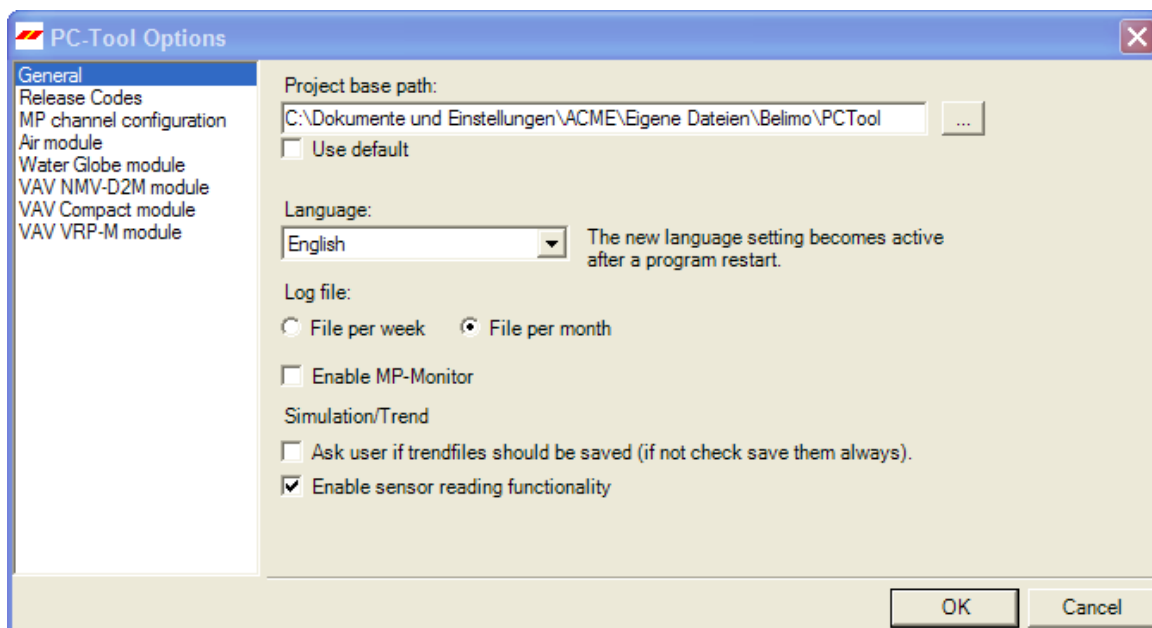 PC-Tool Options
General
Release Codes
MP channel configuration
Air module
Water Globe module
VAV NMV-D2M module
VAV Compact module
VAV VRP-M module
Project base path:
C:\Dokumente und Einstellungen\ACME\Eigene Dateien\Belimo\PCTool
...
Use default
Language:
English
The new language setting becomes active
after a program restart.
Log file:
File per week File per month
Enable MP-Monitor
Simulation/Trend
Ask user if trendfiles should be saved (if not check save them always).
Enable sensor reading functionality
OK Cancel